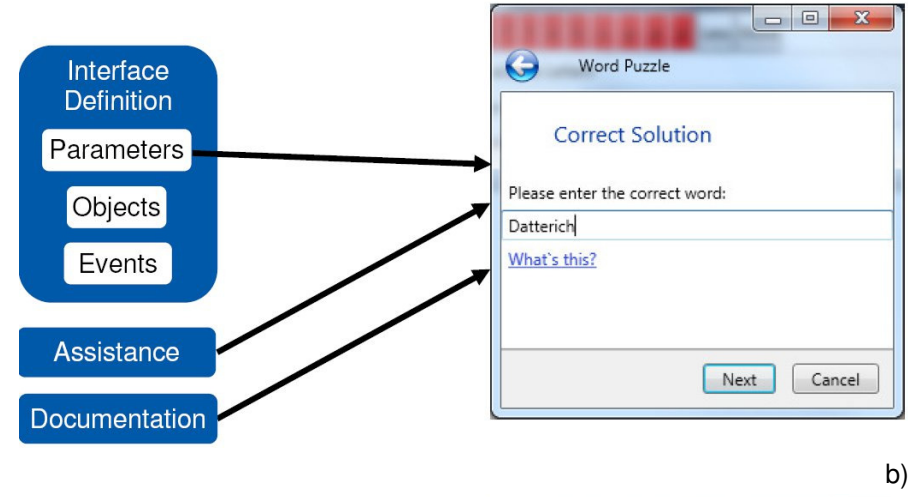 Interface
Definition
Parameters
Objects
Events
Assistance
Documentation
Word Puzzle
Correct Solution
Please enter the correct word:
Datterich
What`s this?
Next Cancel
b)